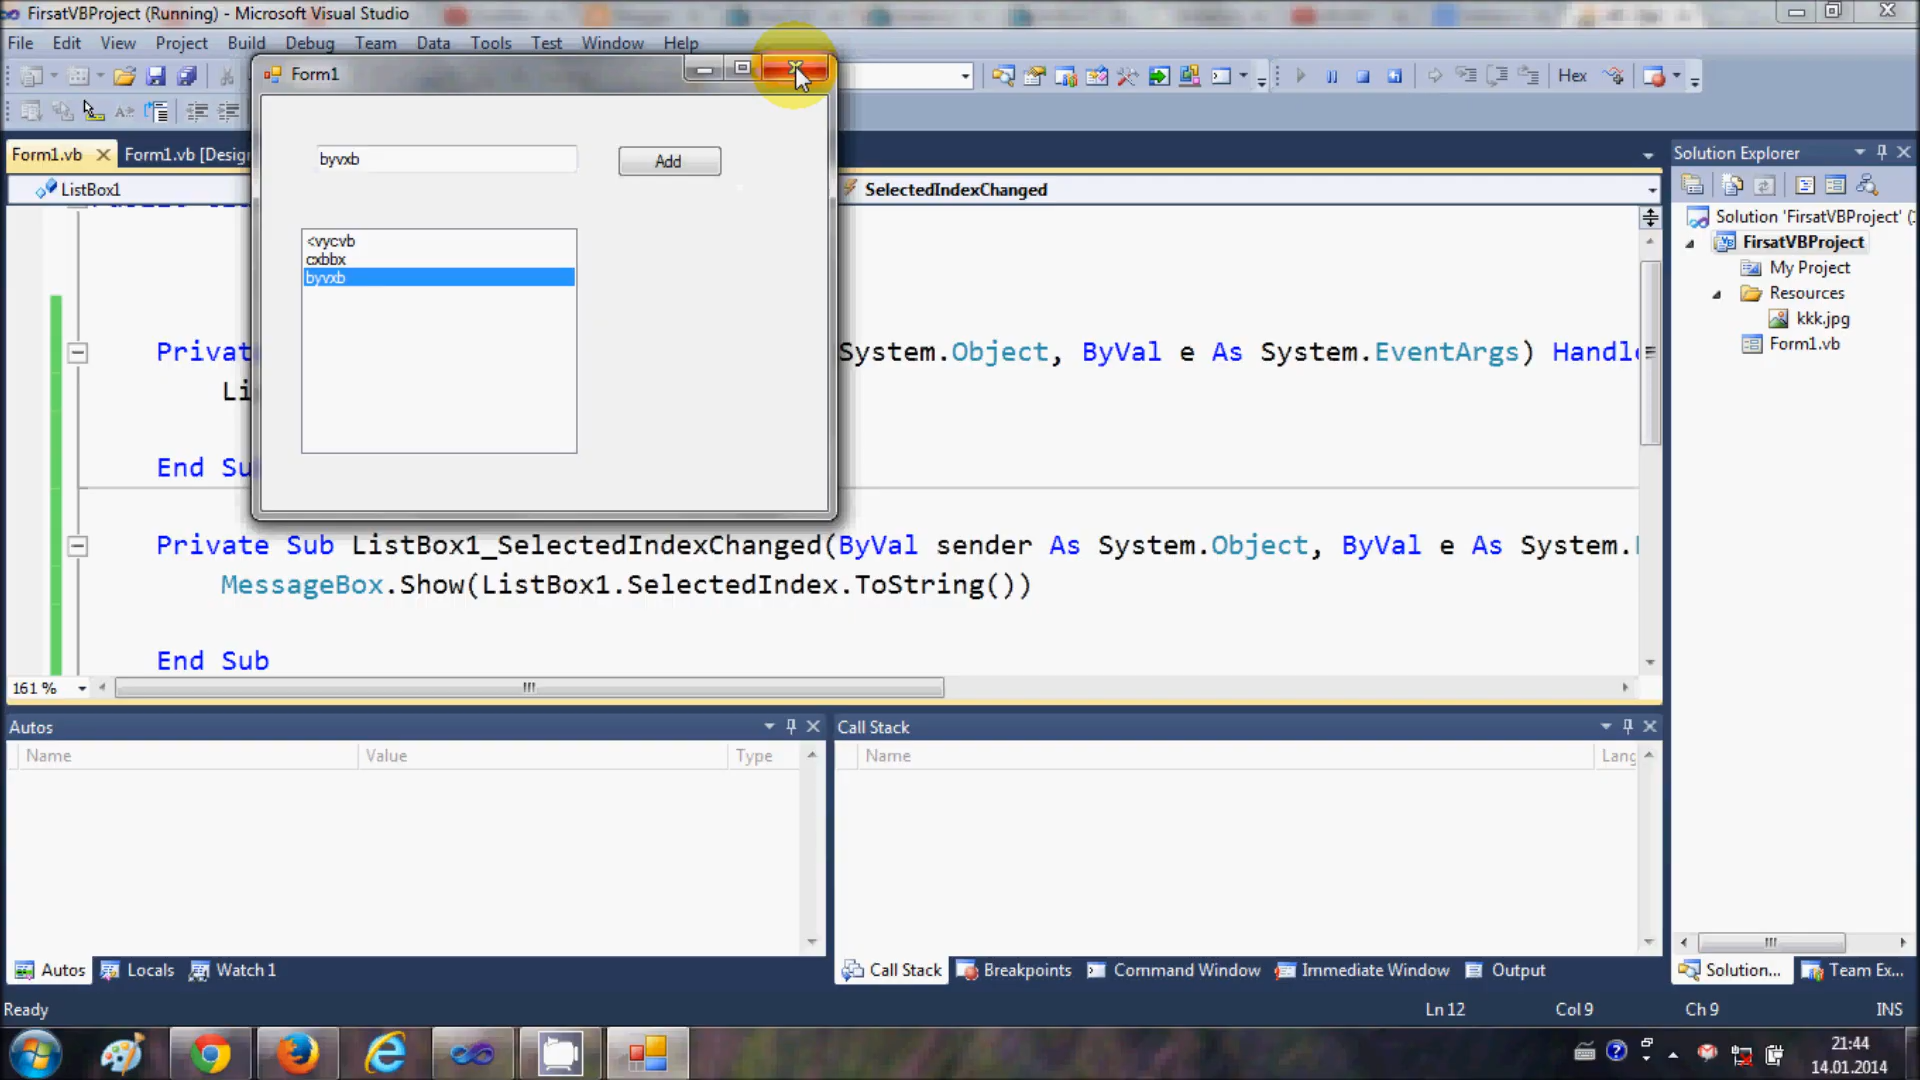 FirsatVBProject (Running) - Microsoft Visual Studio
File Edit View Project Build Debug Team Data Tools Test Window Help
Form1
Hex
byvxb
Add
Form1.vb Form1.vb [Design
ListBox1
SelectedIndexChanged
<vycvb
cxbbx
byvxb
Private System.Object, ByVal e As System.EventArgs) Handle
Li
End Su
Private Sub ListBox1_SelectedIndexChanged(ByVal sender As System.Object, ByVal e As System.
MessageBox.Show(ListBox1.SelectedIndex.ToString())
End Sub
161 %
Solution Explorer
Solution 'FirsatVBProject' (
FirsatVBProject
My Project
Resources
kkk.jpg
Form1.vb
Autos
Name Value Type
Call Stack
Name Lang
Autos Locals Watch 1
Call Stack Breakpoints Command Window Immediate Window Output
Solution... Team Ex...
Ready
Ln 12 Col 9 Ch 9 INS
21:44
14.01.2014